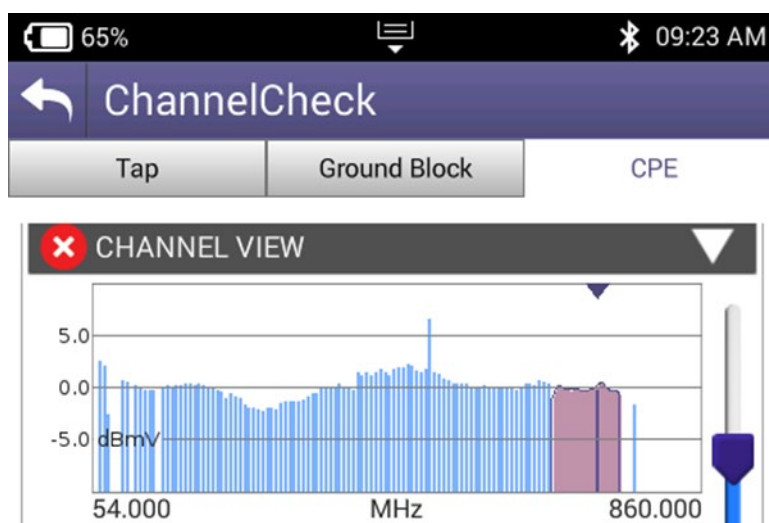 65% 09:23 AM
ChannelCheck
Tap Ground Block CPE
CHANNEL VIEW
5.0
0.0
-5.0 dBmV
54.000 MHz 860.000